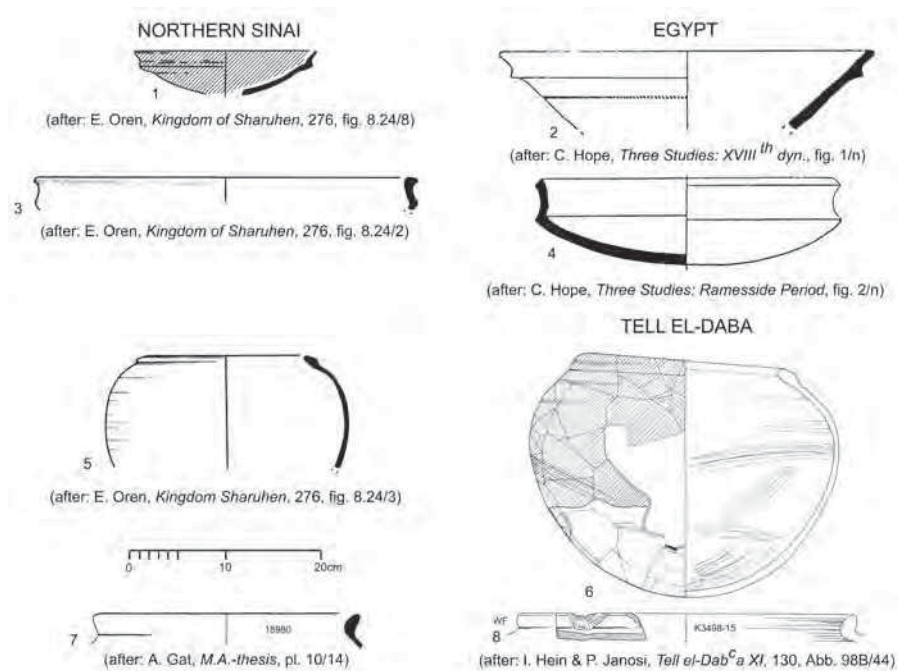 NORTHERN SINAI
EGYPT
1
(after: E. Oren, Kingdom of Sharuhen, 276, fig. 8.24/8)
2
(after: C. Hope, Three Studies: XVIII th dyn., fig. 1/n)
3
(after: E. Oren, Kingdom of Sharuhen, 276, fig. 8.24/2)
4
(after: C. Hope, Three Studies: Ramesside Period, fig. 2/n)
TELL EL-DABA
5
(after: E. Oren, Kingdom Sharuhen, 276, fig. 8.24/3)
6
0 10 20cm
7
18980
(after: A. Gat, M.A.-thesis, pl. 10/14)
WF
8
K3498-15
(after: I. Hein & P. Janosi, Tell el-Dabca XI, 130, Abb. 98B/44)